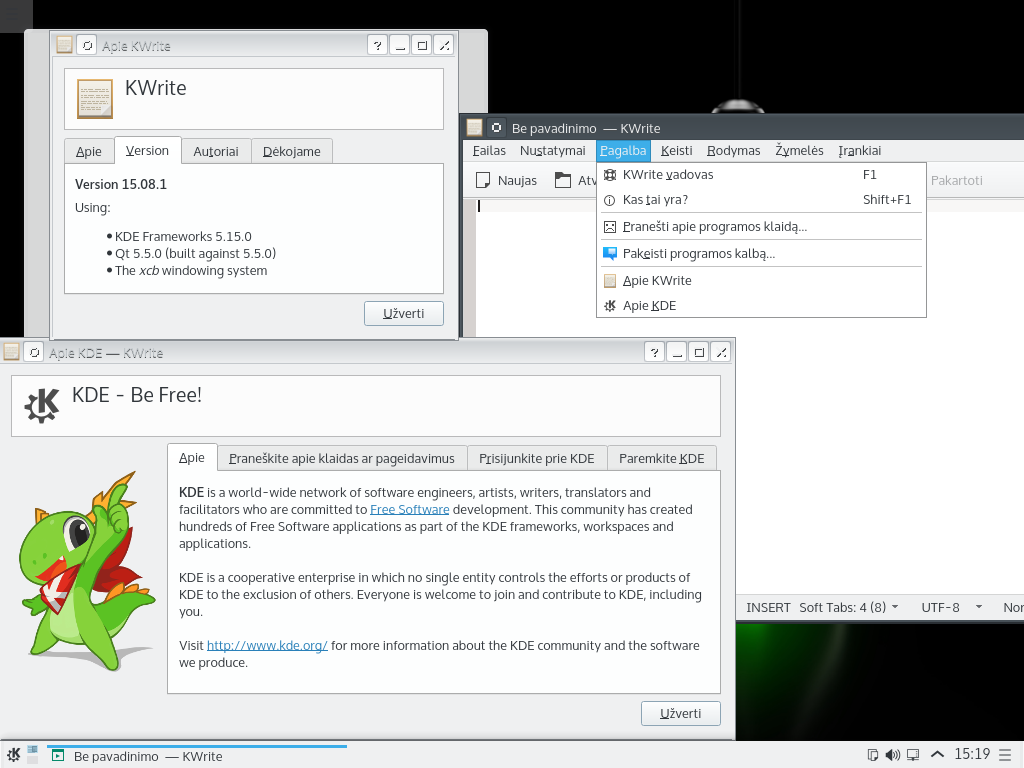 Apie KWrite
KWrite
Apie Version Autoriai Dėkojame
Version 15.08.1
Using:
• KDE Frameworks 5.15.0
• Qt 5.5.0 (built against 5.5.0)
• The xcb windowing system
Užverti
Be pavadinimo — KWrite
Failas Nustatymai Pagalba Keisti Rodymas Žymelės Įrankiai
Naujas Atv Pakartoti
KWrite vadovas F1
Kas tai yra? Shift+F1
Pranešti apie programos klaidą...
Pakeisti programos kalbą...
Apie KWrite
Apie KDE
INSERT Soft Tabs: 4 (8) UTF-8 Nor
Apie KDE — KWrite
KDE - Be Free!
Apie Praneškite apie klaidas ar pageidavimus Prisijunkite prie KDE Paremkite KDE
KDE is a world-wide network of software engineers, artists, writers, translators and
facilitators who are committed to Free Software development. This community has created
hundreds of Free Software applications as part of the KDE frameworks, workspaces and
applications.
KDE is a cooperative enterprise in which no single entity controls the efforts or products of
KDE to the exclusion of others. Everyone is welcome to join and contribute to KDE, including
you.
Visit http://www.kde.org/ for more information about the KDE community and the software
we produce.
Užverti
Be pavadinimo — KWrite
15:19